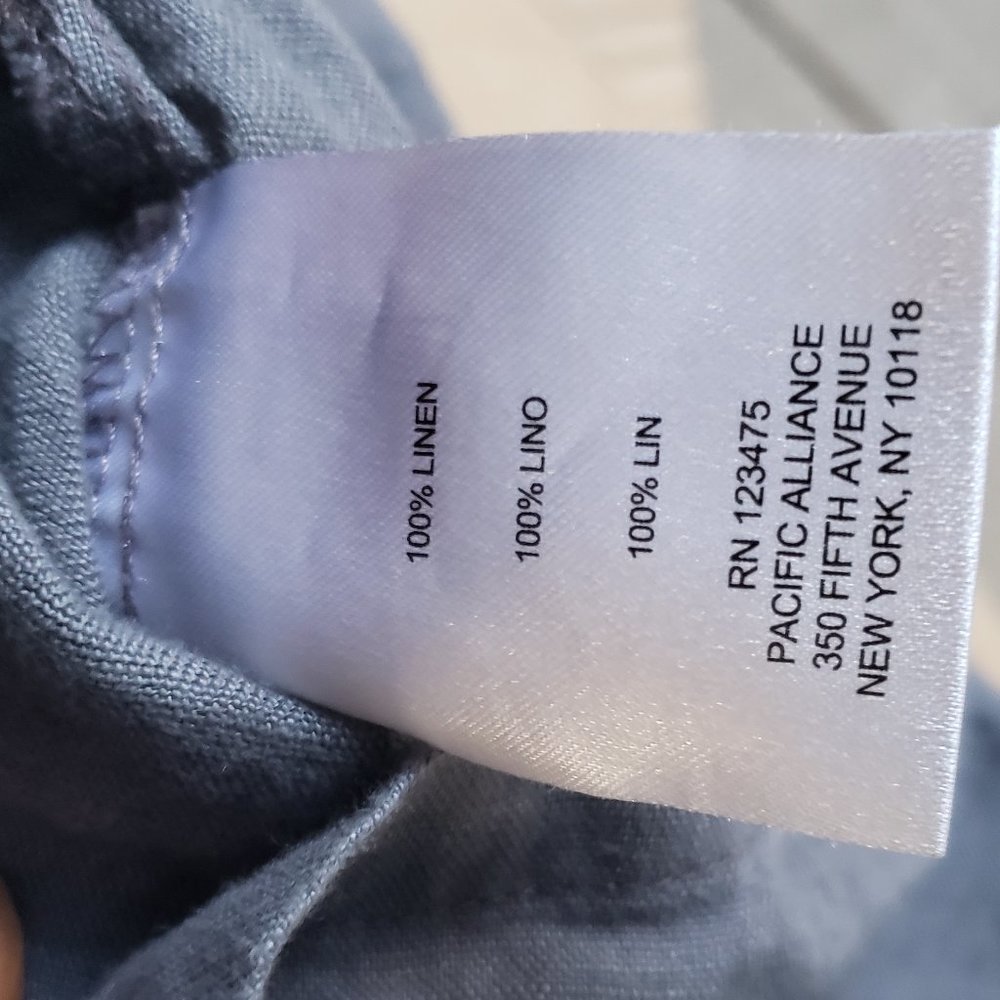 100% LINEN
100% LINO
100% LIN
RN 123475
PACIFIC ALLIANCE
350 FIFTH AVENUE
NEW YORK, NY 10118